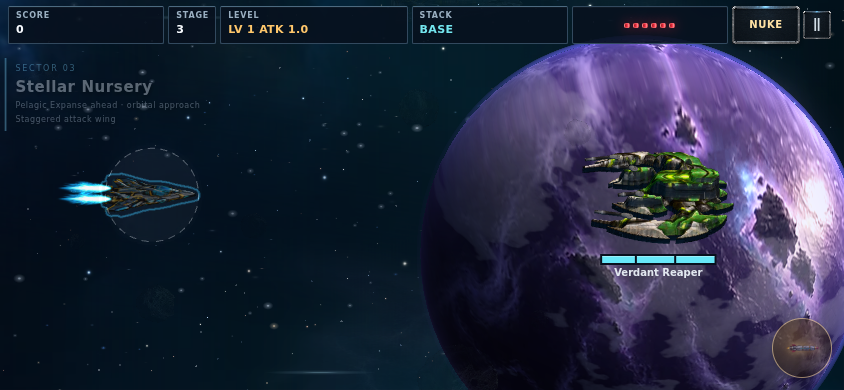 SCORE
0
STAGE
3
LEVEL
LV 1 ATK 1.0
STACK
BASE
NUKE
SECTOR 03
Stellar Nursery
Pelagic Expanse ahead · orbital approach
Staggered attack wing
Verdant Reaper